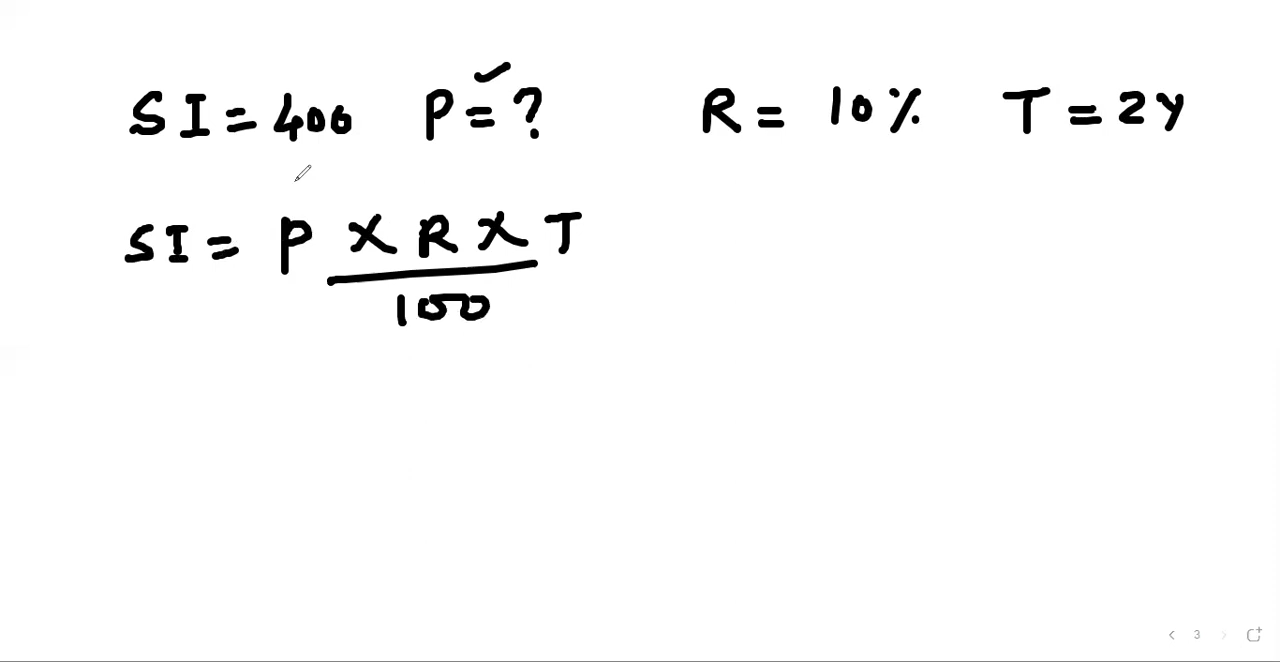 SI = 400 P = ? R = 10% T = 2y
SI = P X R X T
100
3